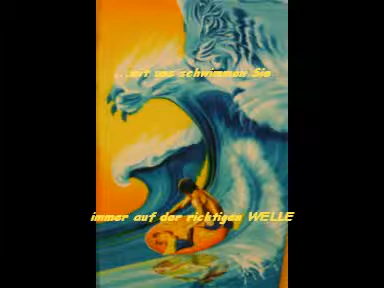 ...mit uns schwimmen Sie
immer auf der richtigen WELLE